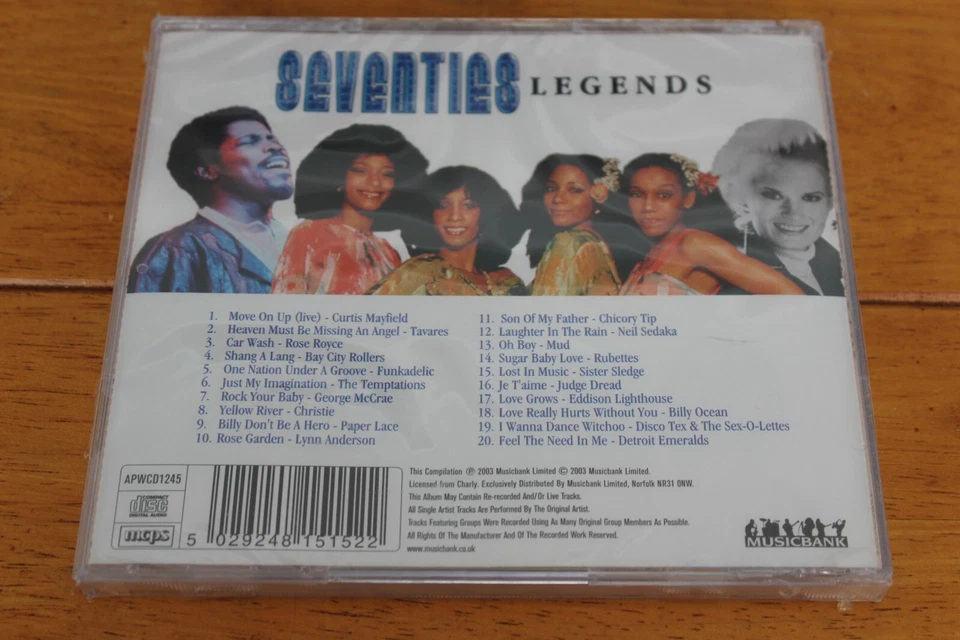 SEVENTIES LEGENDS
1. Move On Up (live) - Curtis Mayfield
2. Heaven Must Be Missing An Angel - Tavares
3. Car Wash - Rose Royce
4. Shang A Lang - Bay City Rollers
5. One Nation Under A Groove - Funkadelic
6. Just My Imagination - The Temptations
7. Rock Your Baby - George McCrae
8. Yellow River - Christie
9. Billy Don't Be A Hero - Paper Lace
10. Rose Garden - Lynn Anderson
11. Son Of My Father - Chicory Tip
12. Laughter In The Rain - Neil Sedaka
13. Oh Boy - Mud
14. Sugar Baby Love - Rubettes
15. Lost In Music - Sister Sledge
16. Je T'aime - Judge Dread
17. Love Grows - Eddison Lighthouse
18. Love Really Hurts Without You - Billy Ocean
19. I Wanna Dance Witchoo - Disco Tex & The Sex-O-Lettes
20. Feel The Need In Me - Detroit Emeralds
APWCD1245
COMPACT
disc
DIGITAL AUDIO
mcps
5 029248 151522
This Compilation ℗ 2003 Musicbank Limited © 2003 Musicbank Limited.
Licensed from Charly. Exclusively Distributed By Musicbank Limited, Norfolk NR31 0NW.
This Album May Contain Re-recorded And/Or Live Tracks.
All Single Artist Tracks Are Performed By The Original Artist.
Tracks Featuring Groups Were Recorded Using As Many Original Group Members As Possible.
All Rights Of The Manufacturer And Of The Recorded Work Reserved.
www.musicbank.co.uk
MUSICBANK